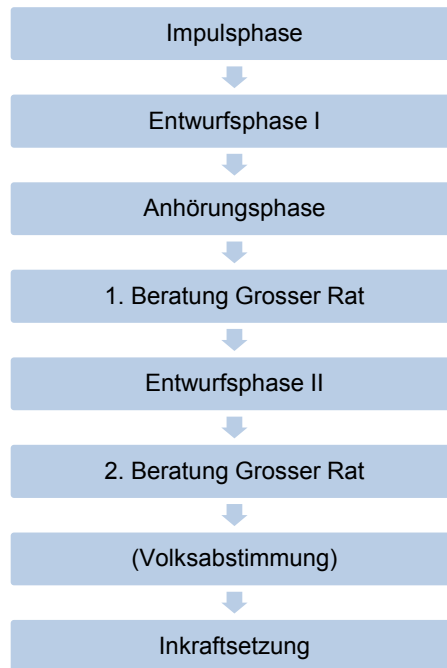 Impulsphase
Entwurfsphase I
Anhörungsphase
1. Beratung Grosser Rat
Entwurfsphase II
2. Beratung Grosser Rat
(Volksabstimmung)
Inkraftsetzung